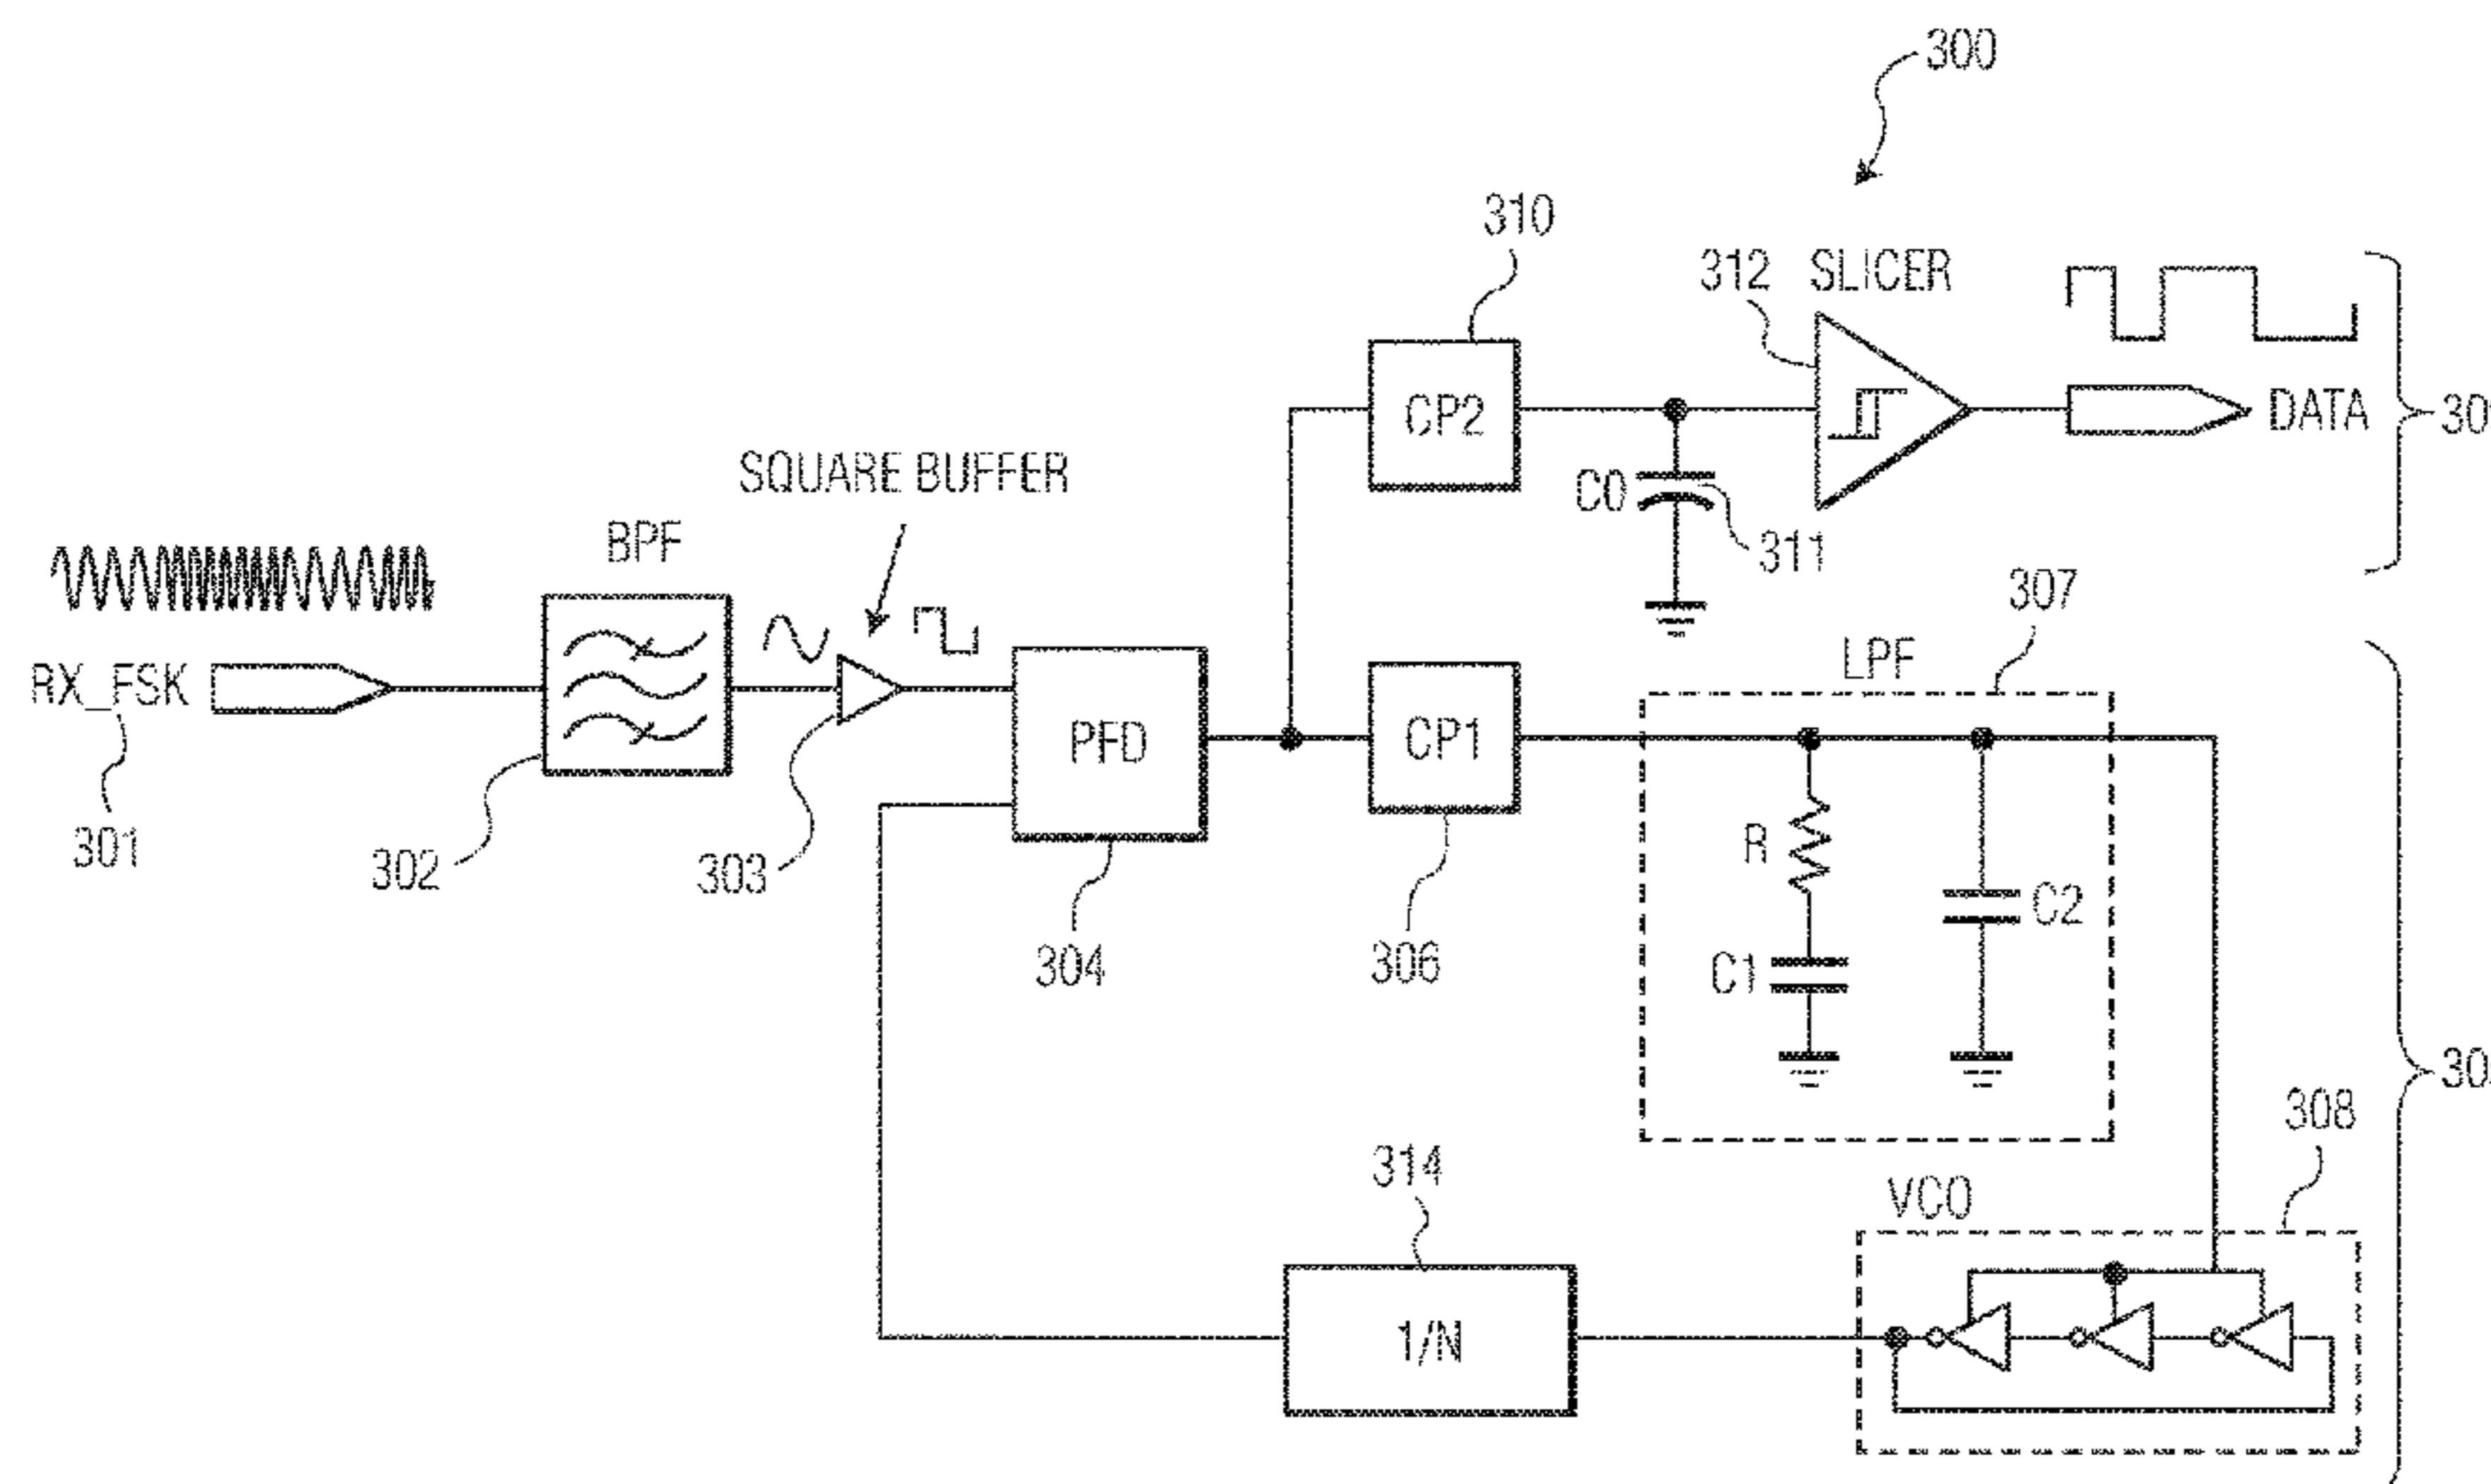 300
310
312 SLICER
CP2
DATA
C0
311
SQUARE BUFFER
BPF
RX_FSK
301
302
303
PFD
304
CP1
306
307
LPF
R
C1
C2
314
1/N
VCO
308